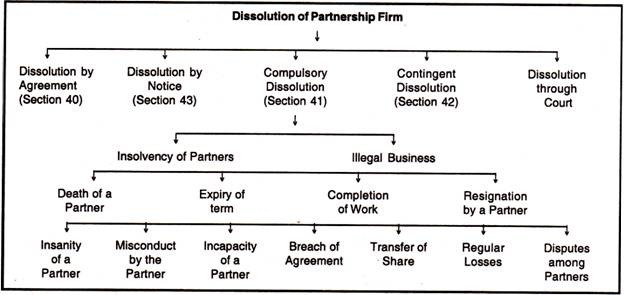 Dissolution of Partnership Firm
Dissolution by
Agreement
(Section 40)
Dissolution by
Notice
(Section 43)
Compulsory
Dissolution
(Section 41)
Contingent
Dissolution
(Section 42)
Dissolution
through
Court
Insolvency of Partners
Illegal Business
Death of a
Partner
Expiry of
term
Completion
of Work
Resignation
by a Partner
Insanity
of a
Partner
Misconduct
by the
Partner
Incapacity
of a
Partner
Breach of
Agreement
Transfer of
Share
Regular
Losses
Disputes
among
Partners